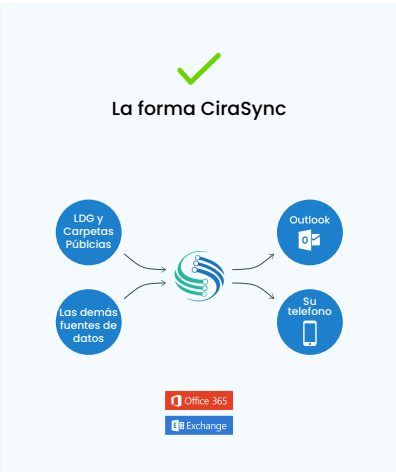 La forma CiraSync
LDG y
Carpetas
Públcias
Outlook
Las demás
fuentes de
datos
Su
telefono
Office 365
Exchange